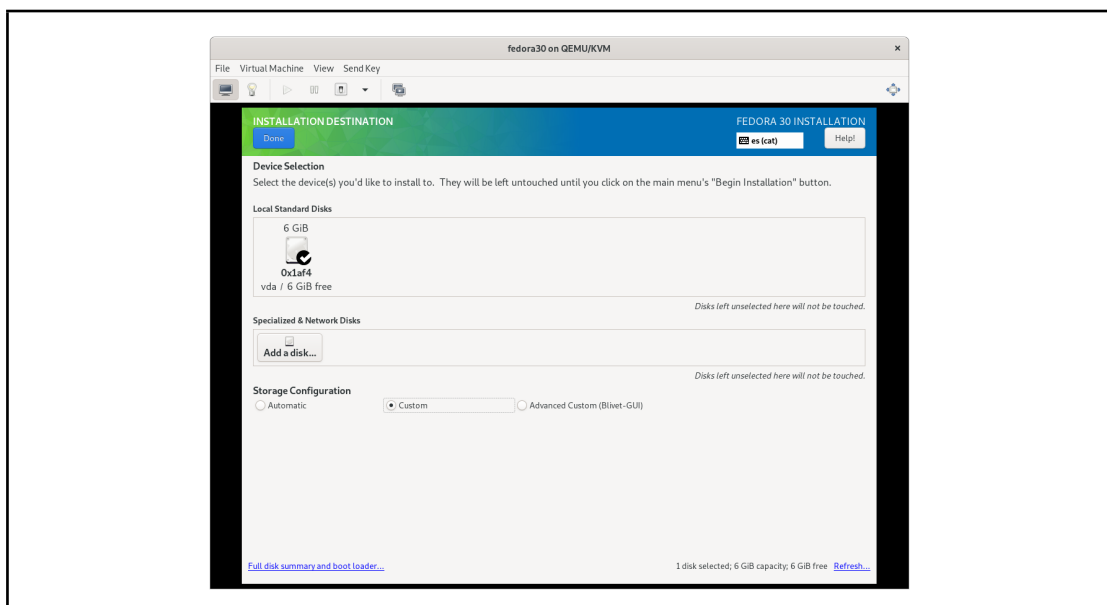 fedora30 on QEMU/KVM
File Virtual Machine View Send Key
INSTALLATION DESTINATION
FEDORA 30 INSTALLATION
Done
es (cat)
Help!
Device Selection
Select the device(s) you'd like to install to. They will be left untouched until you click on the main menu's "Begin Installation" button.
Local Standard Disks
6 GiB
0x1af4
vda / 6 GiB free
Disks left unselected here will not be touched.
Specialized & Network Disks
Add a disk...
Disks left unselected here will not be touched.
Storage Configuration
Automatic Custom Advanced Custom (Blivet-GUI)
Full disk summary and boot loader... 1 disk selected; 6 GiB capacity; 6 GiB free Refresh...